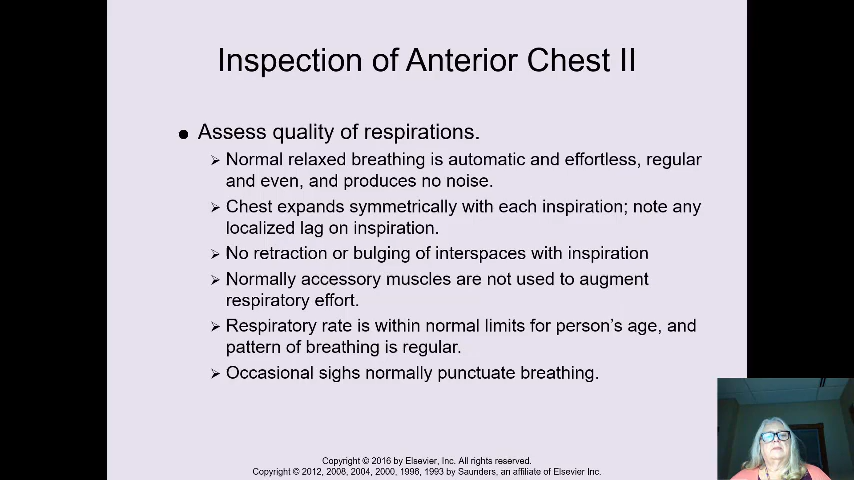 Inspection of Anterior Chest II
● Assess quality of respirations.
➢ Normal relaxed breathing is automatic and effortless, regular
and even, and produces no noise.
➢ Chest expands symmetrically with each inspiration; note any
localized lag on inspiration.
➢ No retraction or bulging of interspaces with inspiration
➢ Normally accessory muscles are not used to augment
respiratory effort.
➢ Respiratory rate is within normal limits for person's age, and
pattern of breathing is regular.
➢ Occasional sighs normally punctuate breathing.
Copyright © 2016 by Elsevier, Inc. All rights reserved.
Copyright © 2012, 2008, 2004, 2000, 1996, 1993 by Saunders, an affiliate of Elsevier Inc.